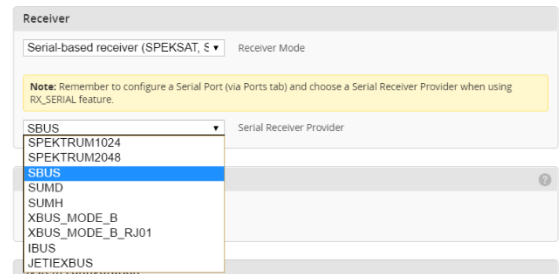 Receiver
Serial-based receiver (SPEKSAT, S
Receiver Mode
Note: Remember to configure a Serial Port (via Ports tab) and choose a Serial Receiver Provider when using
RX_SERIAL feature.
SBUS
Serial Receiver Provider
SPEKTRUM1024
SPEKTRUM2048
SBUS
SUMD
SUMH
XBUS_MODE_B
XBUS_MODE_B_RJ01
IBUS
JETIEXBUS